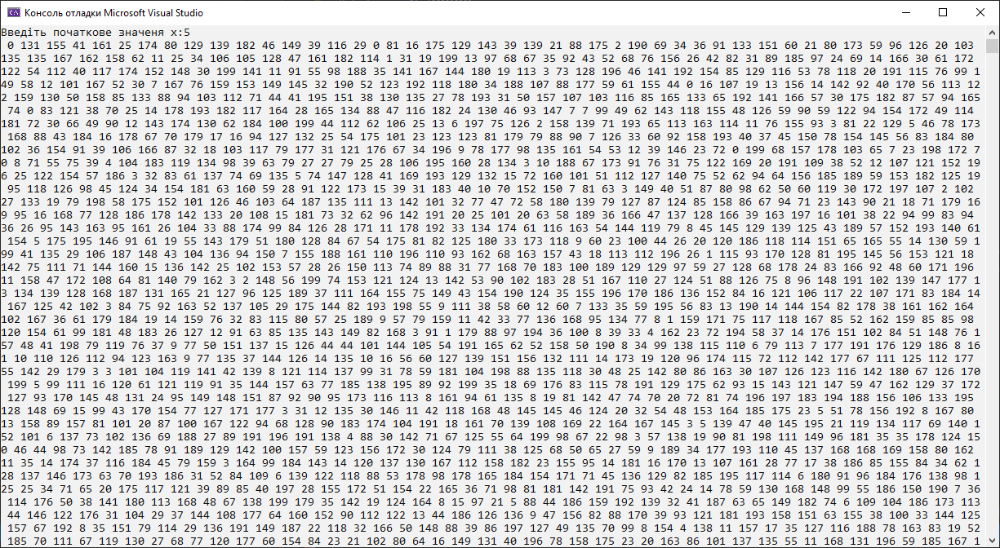 Консоль отладки Microsoft Visual Studio
Введіть початкове значеня x:5
0 131 155 41 161 25 174 80 129 139 182 46 149 39 116 29 0 81 16 175 129 143 39 139 21 88 175 2 190 69 34 36 91 133 151 60 21 80 173 59 96 126 20 103
135 135 167 162 158 62 11 25 34 106 105 128 47 161 182 114 1 31 19 199 13 97 68 67 35 92 43 52 68 76 156 26 42 82 31 89 185 97 24 69 14 166 30 61 172
122 54 112 40 117 174 152 148 30 199 141 11 91 55 98 188 35 141 167 144 180 19 113 3 73 128 196 46 141 192 154 85 129 116 53 78 118 20 191 115 76 99 1
49 58 12 101 167 52 30 7 167 76 159 153 149 145 32 190 52 123 192 118 180 34 188 107 88 177 59 61 155 44 0 16 107 19 13 156 14 142 92 40 170 56 113 12
2 159 130 50 158 85 133 88 94 103 112 71 44 41 195 151 38 130 135 27 78 193 31 50 157 107 103 116 85 165 133 65 192 141 166 57 30 175 182 87 57 94 165
74 0 83 121 38 70 25 14 178 193 182 117 164 28 165 134 88 47 116 182 24 130 46 93 147 7 7 99 49 62 143 118 155 48 126 59 90 59 122 94 154 172 49 114
181 72 30 66 49 90 12 143 174 130 62 184 100 199 44 112 62 106 25 13 6 197 75 126 2 158 139 71 193 65 113 163 114 11 76 155 93 3 81 22 129 5 46 78 173
168 88 43 184 16 178 67 70 179 17 16 94 127 132 25 54 175 101 23 123 123 81 179 79 88 90 7 126 33 60 92 158 193 40 37 45 150 78 154 145 56 83 184 80
102 36 154 91 39 106 166 87 32 18 103 117 79 177 31 121 176 67 34 196 9 78 177 98 135 161 54 53 12 39 146 23 72 0 199 68 157 178 103 65 7 23 198 172 7
0 8 71 55 75 39 4 104 183 119 134 98 39 63 79 27 27 79 25 28 106 195 160 28 134 3 10 188 67 173 91 76 31 75 122 169 20 191 109 38 52 12 107 121 152 19
6 25 122 154 57 186 3 32 83 61 137 74 69 135 5 74 147 128 41 169 193 129 132 15 72 160 101 51 112 127 140 75 52 62 94 64 156 185 189 59 153 182 125 19
95 118 126 98 45 124 34 154 181 63 160 59 28 91 122 173 15 39 31 183 40 10 70 152 150 7 81 63 3 149 40 51 87 80 98 62 50 60 119 30 172 197 107 2 102
27 133 19 79 198 58 175 152 101 126 46 103 64 187 135 111 13 142 101 32 77 47 72 58 180 139 79 127 87 124 85 158 86 67 94 71 23 143 90 21 18 71 179 16
9 95 16 168 77 128 186 178 142 133 20 108 15 181 73 32 62 96 142 191 20 25 101 20 63 58 189 36 166 47 137 128 166 39 163 197 16 101 38 22 94 99 83 94
36 26 95 143 163 95 161 26 104 33 88 174 99 84 126 28 171 11 178 192 33 134 174 61 116 163 54 144 119 79 8 45 145 129 139 125 43 189 57 152 193 140 61
154 5 175 195 146 91 61 19 55 143 179 51 180 128 84 67 54 175 81 82 125 180 33 173 118 9 60 23 100 44 26 20 120 186 118 114 151 65 165 55 14 130 59 1
99 41 135 29 106 187 148 43 104 136 94 150 7 155 188 161 110 196 110 93 162 68 163 157 43 18 113 112 196 26 1 115 93 170 128 81 195 145 56 153 121 18
142 75 111 71 144 160 15 136 142 25 102 153 57 28 26 150 113 74 89 88 31 77 168 70 183 100 189 129 129 97 59 27 128 68 178 24 83 166 92 48 60 171 196
11 158 47 172 108 64 81 140 79 162 3 2 148 56 199 74 153 121 124 13 142 53 90 102 183 28 51 167 110 27 124 51 88 126 75 8 96 148 191 102 139 147 177 1
3 134 139 128 168 187 131 165 21 127 96 125 189 37 111 164 155 75 149 43 154 190 124 35 155 196 170 186 136 152 84 16 121 106 117 22 107 171 83 184 14
167 125 42 102 3 84 75 92 163 52 137 105 29 175 144 82 193 198 55 9 111 38 58 60 12 60 7 133 35 59 195 56 83 13 190 14 144 154 82 178 38 161 162 164
102 167 36 61 179 184 19 14 159 76 32 83 115 80 57 25 189 9 57 79 159 11 42 33 77 136 168 95 134 77 8 1 159 171 75 117 118 167 85 52 162 159 85 85 98
120 154 61 99 181 48 183 26 127 12 91 63 85 135 143 149 82 168 3 91 1 179 88 97 194 36 100 8 39 33 4 162 23 72 194 58 37 14 176 151 102 84 51 148 76 1
57 48 41 198 79 119 76 37 9 77 50 151 137 15 126 44 44 101 144 105 54 191 165 62 52 158 50 190 8 34 99 138 115 110 6 79 113 7 177 191 176 129 186 8 16
1 10 110 126 112 94 123 163 9 77 135 37 144 126 14 135 10 16 56 60 127 139 151 156 132 111 14 173 19 120 96 174 115 72 112 142 177 67 111 125 112 177
55 142 29 179 3 3 101 104 119 141 42 139 8 121 114 137 99 31 78 59 181 104 198 88 135 118 30 48 25 142 80 86 163 30 107 126 123 116 142 180 67 126 170
199 5 99 111 16 120 61 121 119 91 35 144 157 63 77 185 138 195 89 92 199 35 18 69 176 83 115 78 191 129 175 62 93 15 143 121 147 59 47 162 129 37 172
127 93 170 145 48 131 24 95 149 148 151 87 92 90 95 173 116 113 8 161 94 61 135 8 19 81 142 47 74 70 20 72 81 74 196 197 183 194 188 156 106 133 195
128 148 69 15 99 43 170 154 77 127 171 177 3 31 12 135 30 146 11 42 118 168 48 145 145 46 124 20 32 54 48 153 164 185 175 23 5 51 78 156 192 8 167 80
13 158 89 157 81 101 20 87 100 167 122 94 68 128 90 183 174 104 191 18 161 70 139 108 169 22 164 167 145 3 5 139 47 40 145 195 21 119 134 117 69 140 1
52 101 6 137 73 102 136 69 188 27 89 191 196 191 138 4 88 30 142 71 67 125 55 64 199 98 67 22 98 3 57 138 19 90 81 198 111 149 96 181 35 35 178 124 15
0 46 44 98 73 142 185 78 91 189 129 142 100 157 59 123 156 172 30 124 79 111 38 125 68 50 65 27 59 9 189 34 177 193 110 45 137 168 168 169 158 80 162
11 35 14 174 37 116 184 45 79 159 3 164 99 184 143 14 120 137 130 167 112 158 182 23 155 95 14 181 16 170 13 107 161 28 77 17 38 186 85 155 84 34 62 1
28 137 146 173 63 70 193 186 31 52 84 109 6 139 122 118 88 53 178 98 178 165 184 154 171 71 45 136 129 82 185 195 117 114 6 180 91 96 184 176 138 98 1
25 25 34 71 65 20 175 117 121 39 89 85 40 197 28 155 172 51 154 22 165 36 71 98 81 181 142 191 75 93 42 24 14 78 59 130 168 148 99 55 186 150 190 7 36
114 176 50 38 141 180 113 168 48 67 138 199 179 35 142 19 124 164 8 15 97 21 5 88 44 186 159 192 139 32 41 187 63 65 149 182 74 6 109 104 186 173 113
44 146 122 176 31 104 29 37 144 108 177 64 160 152 90 112 122 13 44 186 126 136 9 47 156 82 88 170 39 93 121 181 193 158 151 63 155 38 100 33 144 125
157 67 192 8 35 151 79 114 29 136 191 149 187 22 118 32 166 50 148 88 39 86 197 127 49 135 70 99 8 154 4 138 11 157 17 35 127 116 188 78 163 83 19 21
185 70 111 67 119 130 27 68 77 120 177 60 154 84 23 21 102 80 64 16 149 131 40 196 78 158 175 23 20 163 86 101 137 135 55 11 168 131 196 59 185 167 1